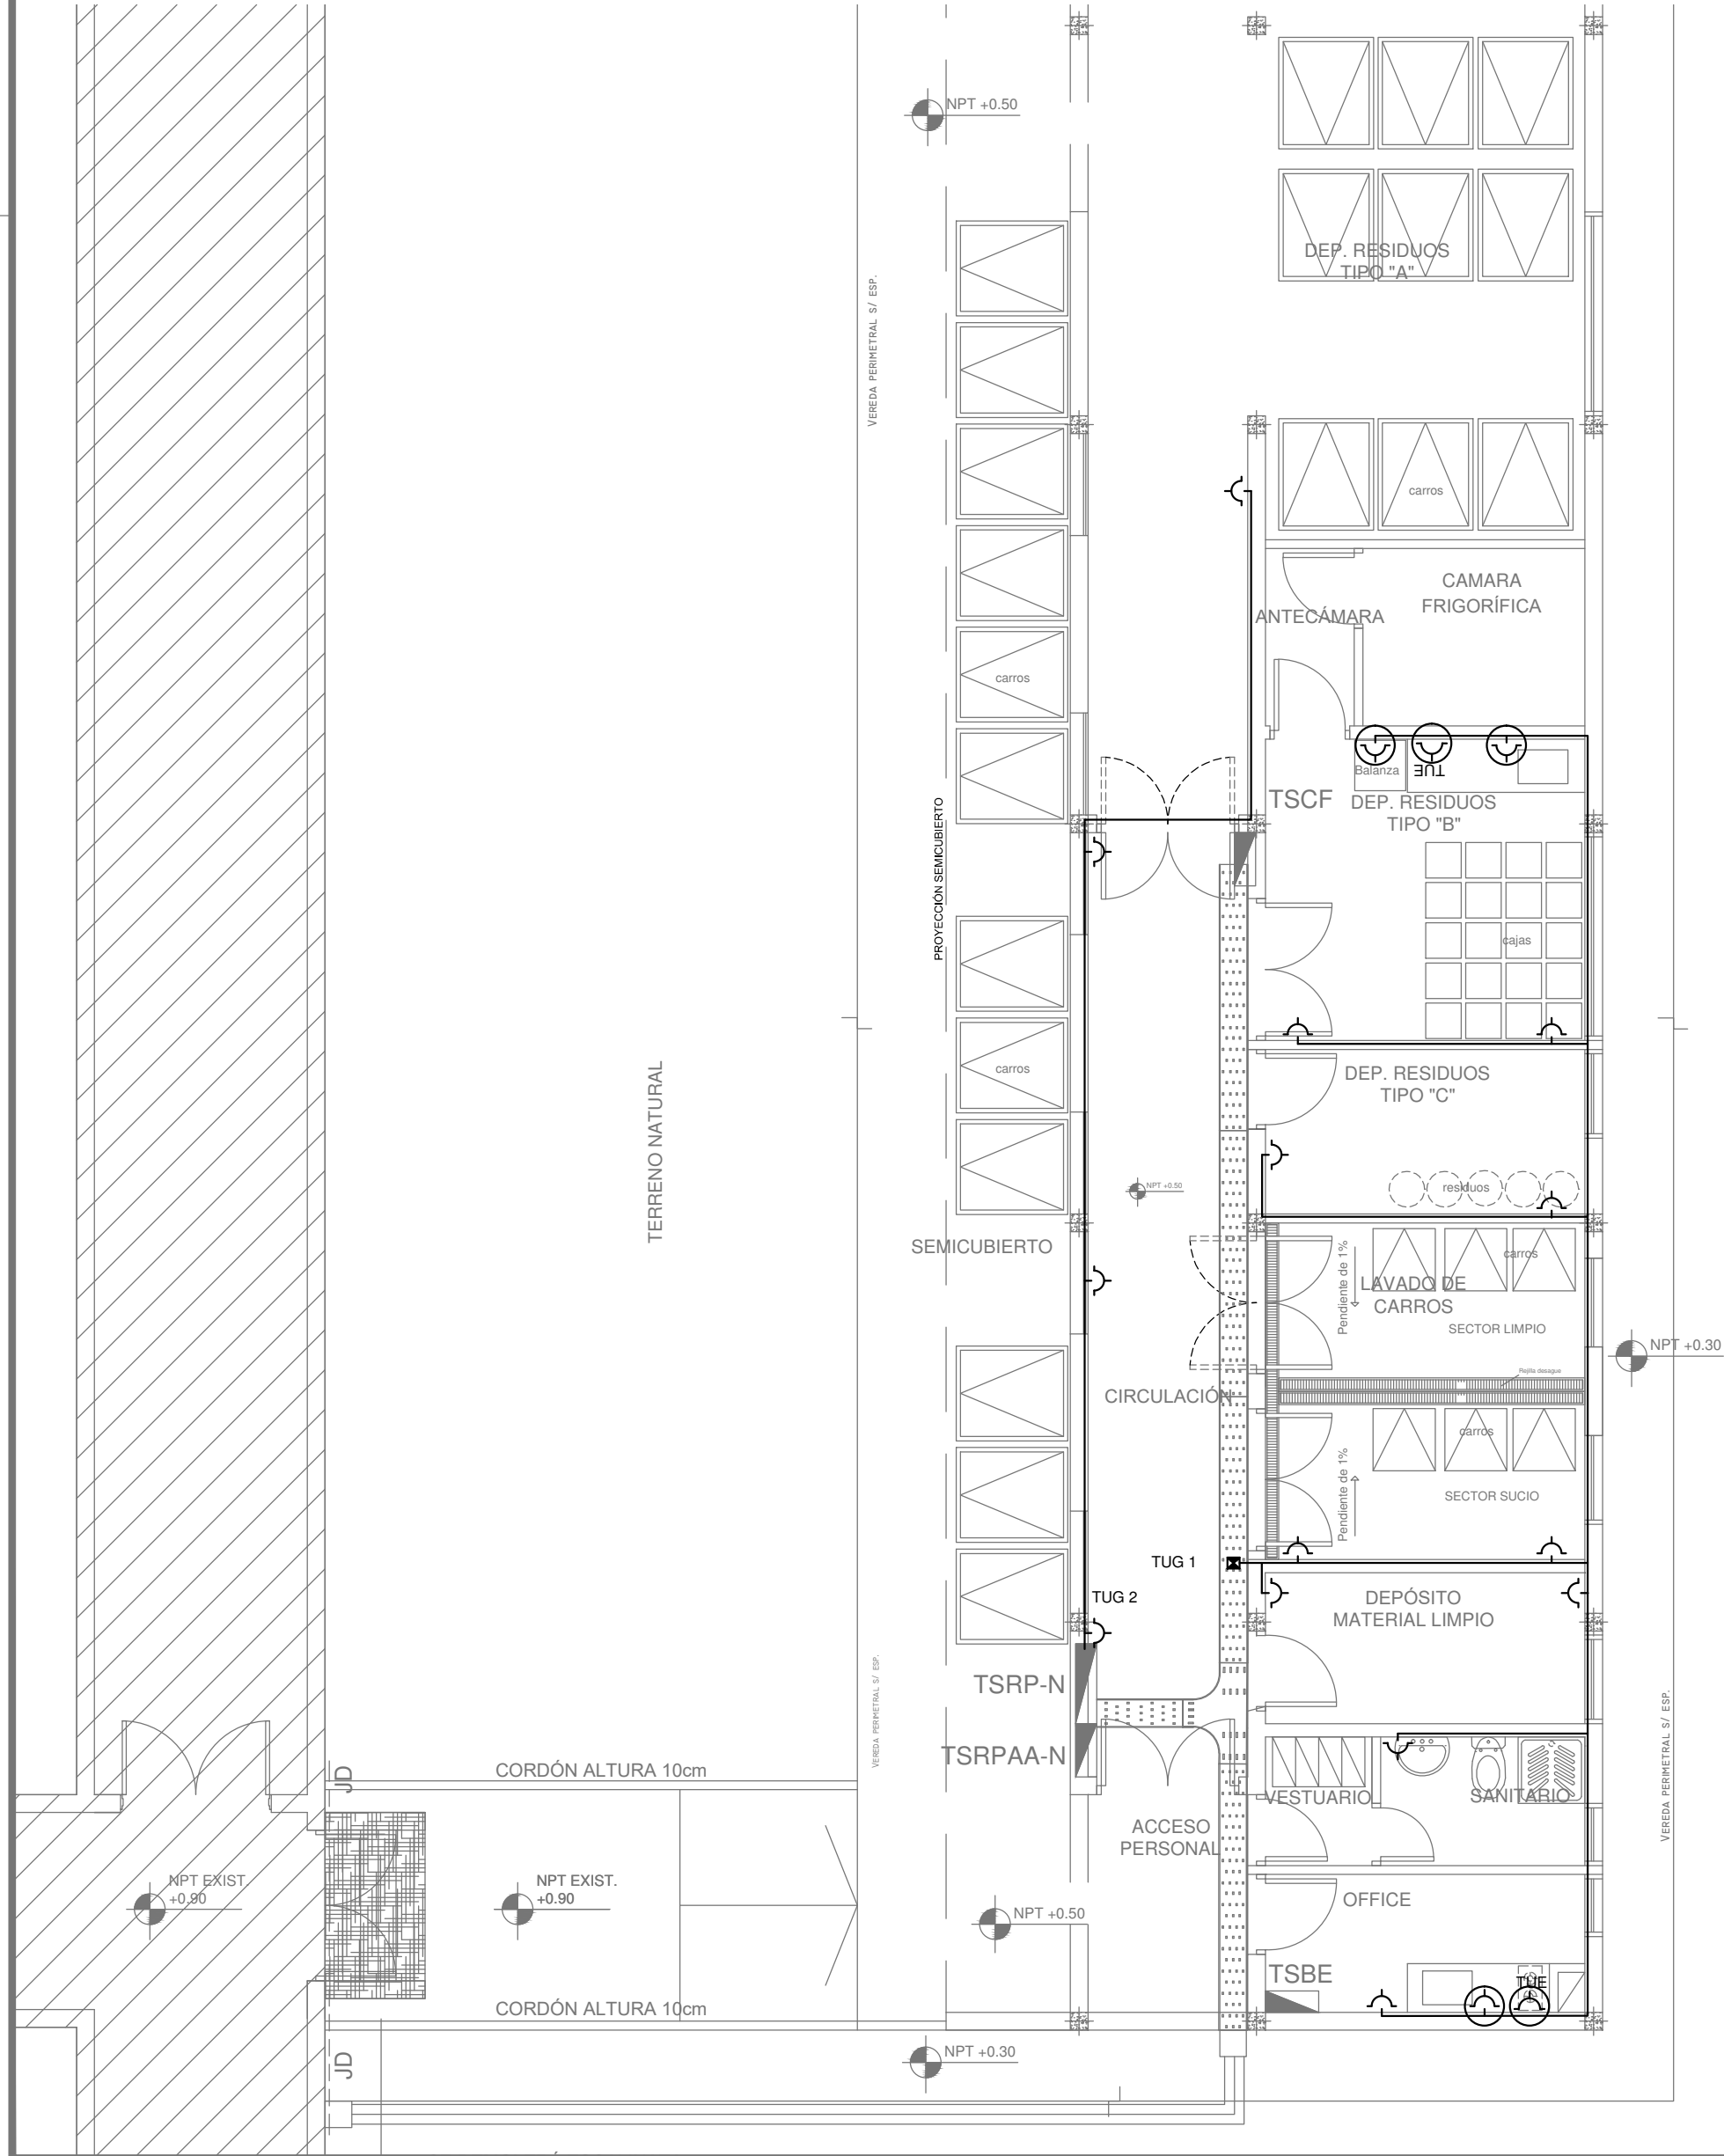 NPT +0.50
DEP. RESIDUOS
TIPO "A"
VEREDA PERIMETRAL S/ ESP.
carros
CAMARA
FRIGORÍFICA
ANTECÁMARA
carros
Balanza
TUE
TSCF
DEP. RESIDUOS
TIPO "B"
PROYECCIÓN SEMICUBIERTO
cajas
carros
DEP. RESIDUOS
TIPO "C"
TERRENO NATURAL
NPT +0.50
residuos
SEMICUBIERTO
Pendiente de 1%
carros
LAVADO DE
CARROS
SECTOR LIMPIO
NPT +0.30
Rejilla desague
CIRCULACIÓN
carros
Pendiente de 1%
SECTOR SUCIO
TUG 1
TUG 2
DEPÓSITO
MATERIAL LIMPIO
TSRP-N
TSRPAA-N
VEREDA PERIMETRAL S/ ESP.
VEREDA PERIMETRAL S/ ESP.
CORDÓN ALTURA 10cm
JD
VESTUARIO
SANITARIO
ACCESO
PERSONAL
NPT EXIST.
+0.90
NPT EXIST.
+0.90
OFFICE
NPT +0.50
TSBE
TUE
CORDÓN ALTURA 10cm
JD
NPT +0.30